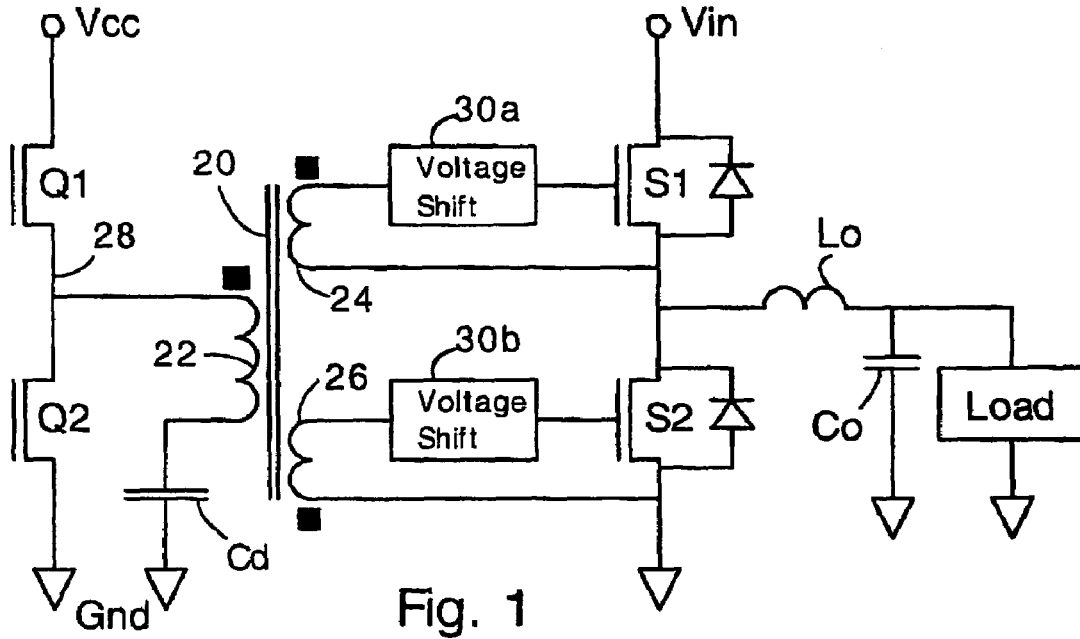 Vcc
Vin
30a
Voltage
Shift
Q1
20
S1
28
24
Lo
22
26
30b
Voltage
Shift
Q2
S2
Co
Load
Cd
Gnd
Fig. 1